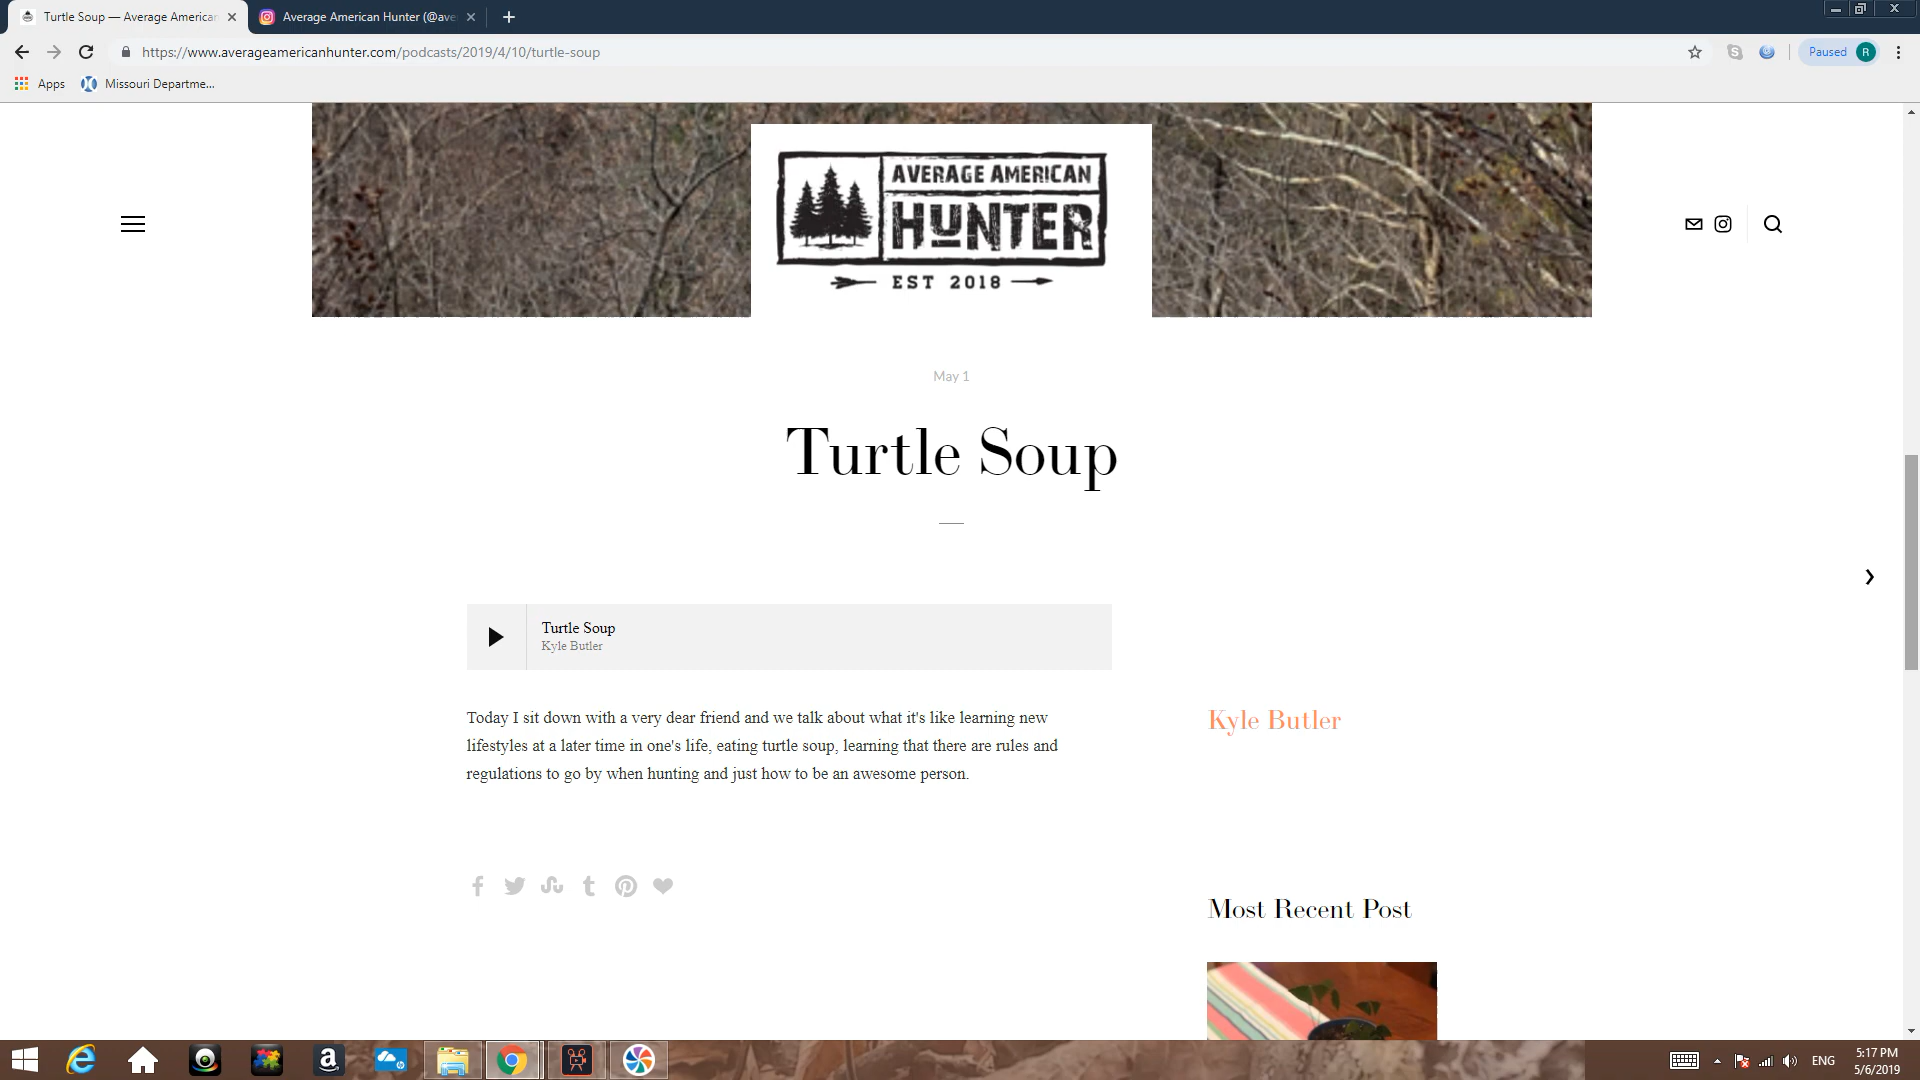 Turtle Soup — Average American
Average American Hunter (@ave
https://www.averageamericanhunter.com/podcasts/2019/4/10/turtle-soup
Paused
R
Apps
Missouri Departme...
AVERAGE AMERICAN
HUNTER
EST 2018
May 1
Turtle Soup
Turtle Soup
Kyle Butler
Today I sit down with a very dear friend and we talk about what it's like learning new
lifestyles at a later time in one's life, eating turtle soup, learning that there are rules and
regulations to go by when hunting and just how to be an awesome person.
Kyle Butler
Most Recent Post
ENG
5:17 PM
5/6/2019